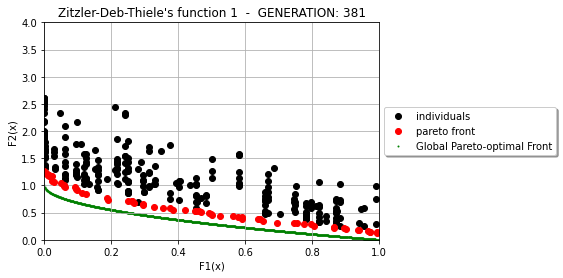 Zitzler-Deb-Thiele's function 1 - GENERATION: 381
4.0
3.5
3.0
2.5
2.0
1.5
1.0
0.5
0.0
F2(x)
0.0 0.2 0.4 0.6 0.8 1.0
F1(x)
individuals
pareto front
Global Pareto-optimal Front